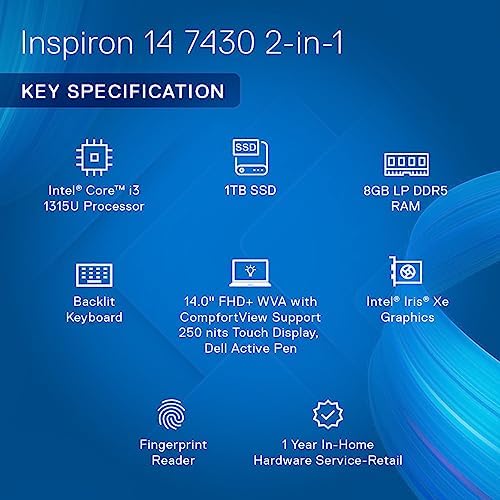 Inspiron 14 7430 2-in-1
KEY SPECIFICATION
Intel® Core™ i3
1315U Processor
SSD
1TB SSD
8GB LP DDR5
RAM
Backlit
Keyboard
14.0" FHD+ WVA with
CompfortView Support
250 nits Touch Display,
Dell Active Pen
Intel® Iris® Xe
Graphics
Fingerprint
Reader
1 Year In-Home
Hardware Service-Retail